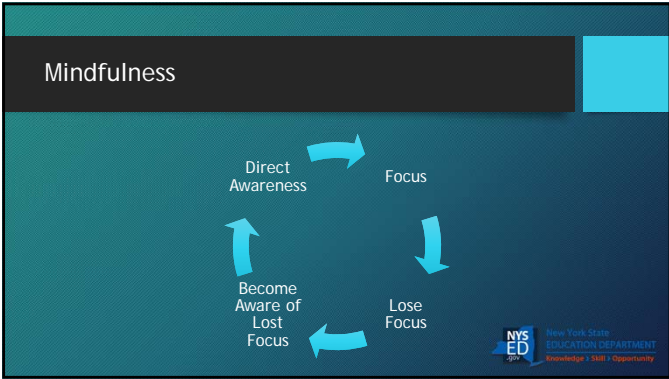 Mindfulness
Direct
Awareness
Focus
Become
Aware of
Lost
Focus
Lose
Focus
NYS
ED
.gov
New York State
EDUCATION DEPARTMENT
Knowledge > Skill > Opportunity